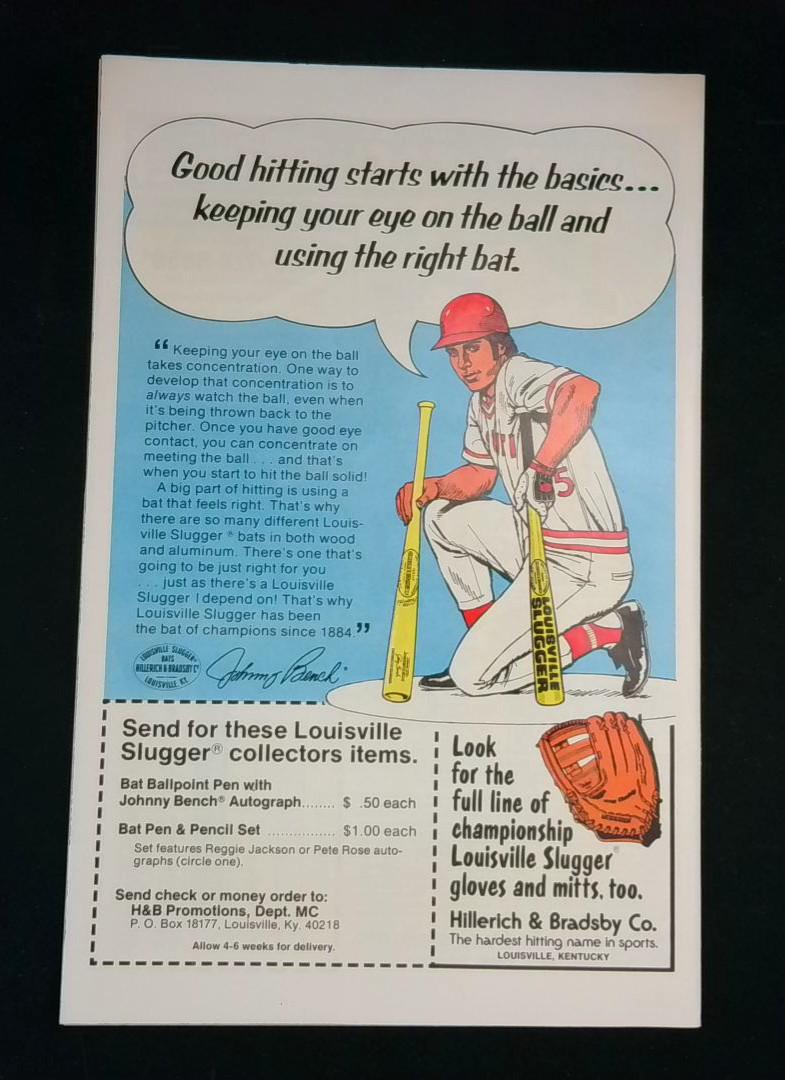 Good hitting starts with the basics...
keeping your eye on the ball and
using the right bat.
“ Keeping your eye on the ball
takes concentration. One way to
develop that concentration is to
always watch the ball, even when
it's being thrown back to the
pitcher. Once you have good eye
contact, you can concentrate on
meeting the ball . . . and that's
when you start to hit the ball solid!
A big part of hitting is using a
bat that feels right. That's why
there are so many different Louis-
ville Slugger ® bats in both wood
and aluminum. There's one that's
going to be just right for you
. . . just as there's a Louisville
Slugger I depend on! That's why
Louisville Slugger has been
the bat of champions since 1884.”
LOUISVILLE SLUGGER
BATS
HILLERICH & BRADSBY Cº
LOUISVILLE. KY.
Johnny Bench
5
LOUISVILLE
SLUGGER
Send for these Louisville
Slugger® collectors items.
Bat Ballpoint Pen with
Johnny Bench® Autograph........ $ .50 each
Bat Pen & Pencil Set ................ $1.00 each
Set features Reggie Jackson or Pete Rose auto-
graphs (circle one).
Send check or money order to:
H&B Promotions, Dept. MC
P. O. Box 18177, Louisville, Ky. 40218
Allow 4-6 weeks for delivery.
Look
for the
full line of
championship
Louisville Slugger®
gloves and mitts, too.
Hillerich & Bradsby Co.
The hardest hitting name in sports.
LOUISVILLE, KENTUCKY